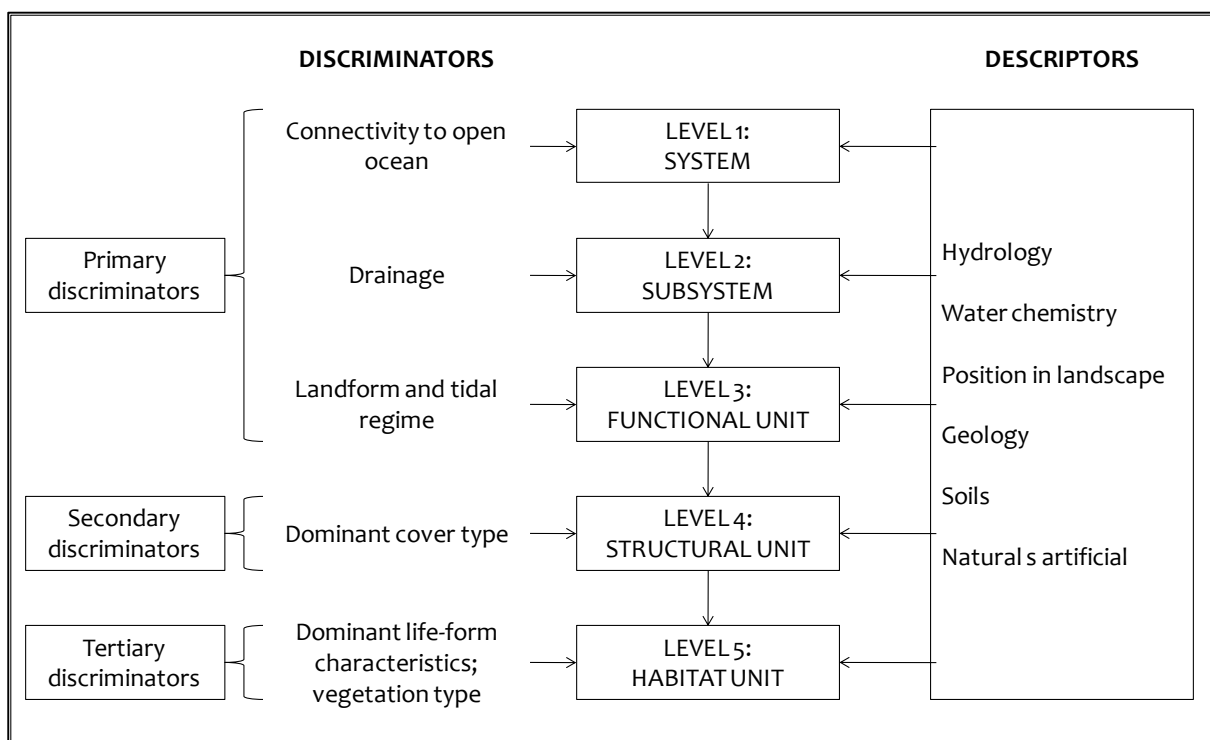 DISCRIMINATORS
DESCRIPTORS
Primary
discriminators
Connectivity to open
ocean
LEVEL 1:
SYSTEM
Drainage
LEVEL 2:
SUBSYSTEM
Landform and tidal
regime
LEVEL 3:
FUNCTIONAL UNIT
Secondary
discriminators
Dominant cover type
LEVEL 4:
STRUCTURAL UNIT
Tertiary
discriminators
Dominant life-form
characteristics;
vegetation type
LEVEL 5:
HABITAT UNIT
Hydrology
Water chemistry
Position in landscape
Geology
Soils
Natural s artificial